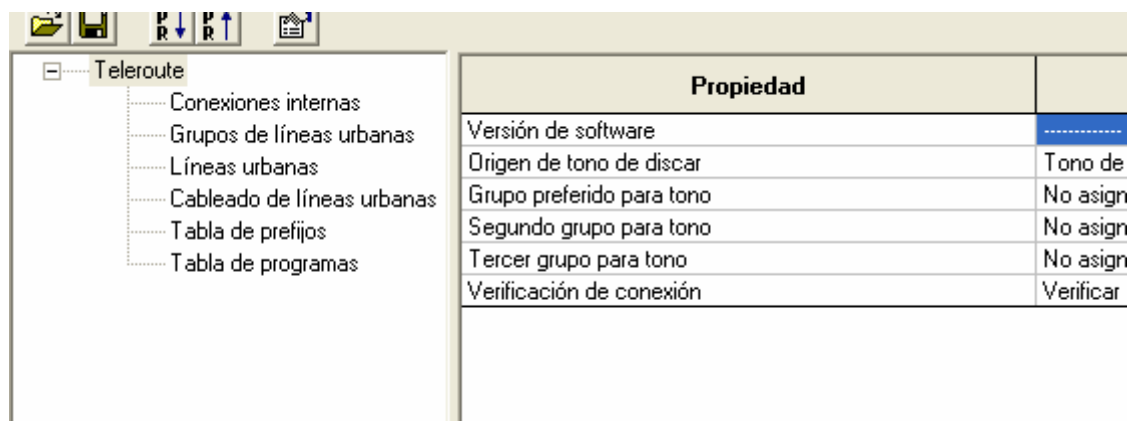 P P
R R
Teleroute
Conexiones internas
Grupos de líneas urbanas
Líneas urbanas
Cableado de líneas urbanas
Tabla de prefijos
Tabla de programas
Propiedad
Versión de software -------------
Origen de tono de discar Tono de
Grupo preferido para tono No asign
Segundo grupo para tono No asign
Tercer grupo para tono No asign
Verificación de conexión Verificar